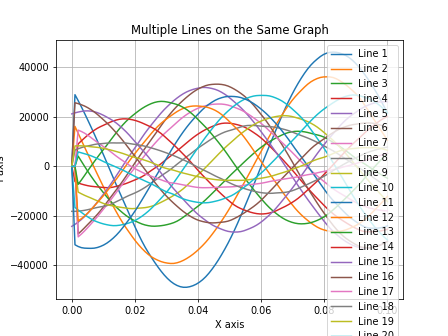 Multiple Lines on the Same Graph
40000
20000
0
−20000
−40000
0.00
0.02
0.04
0.06
X axis
Line 1
Line 2
Line 3
Line 4
Line 5
Line 6
Line 7
Line 8
Line 9
Line 10
Line 11
Line 12
Line 13
Line 14
Line 15
Line 16
Line 17
Line 18
Line 19
Line 20